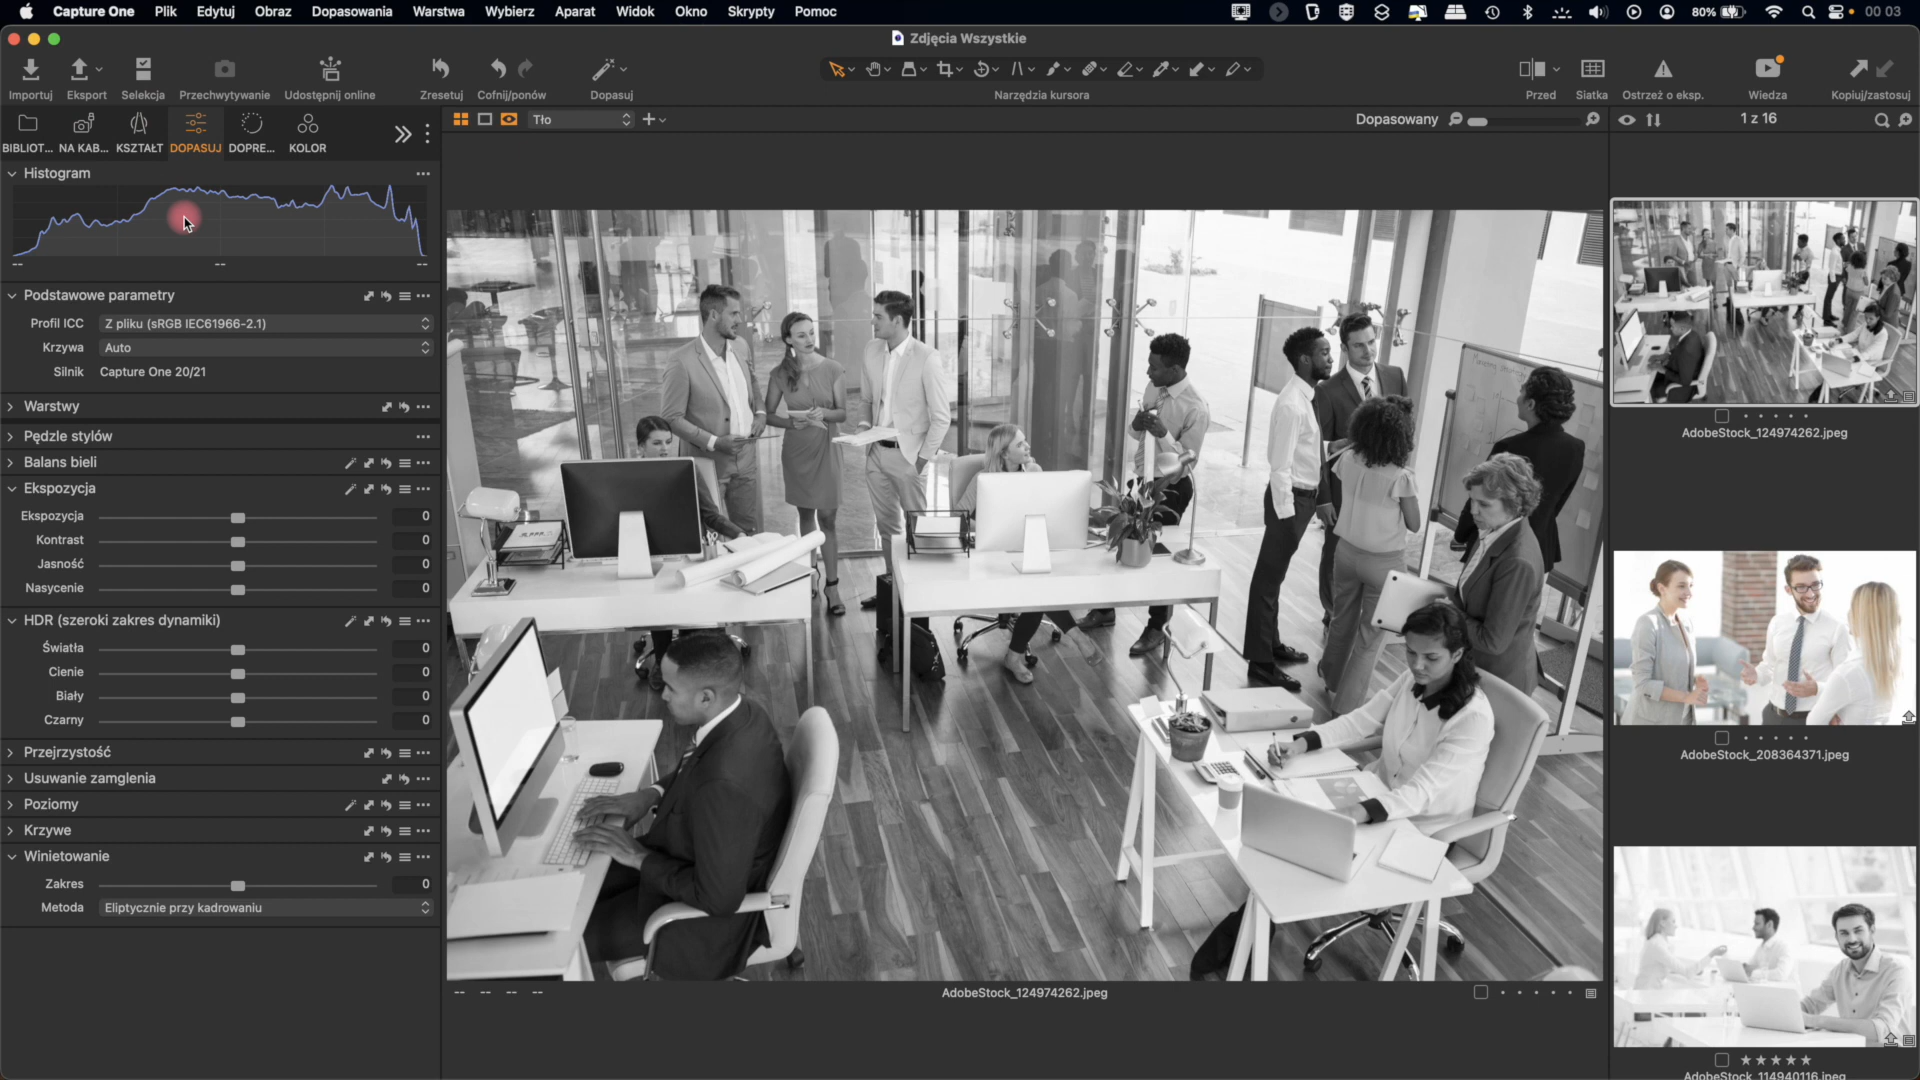 Capture One Plik Edytuj Obraz Dopasowania Warstwa Wybierz Aparat Widok Okno Skrypty Pomoc 80% 00 03
Zdjęcia Wszystkie
Importuj Eksport Selekcja Przechwytywanie Udostępnij online Zresetuj Cofnij/ponów Dopasuj Narzędzia kursora Przed Siatka Ostrzeż o eksp. Wiedza Kopiuj/zastosuj
BIBLIOT... NA KAB... KSZTAŁT DOPASUJ DOPRE... KOLOR
Tło
Dopasowany
1 z 16
Histogram
-- -- --
Podstawowe parametry
Profil ICC Z pliku (sRGB IEC61966-2.1)
Krzywa Auto
Silnik Capture One 20/21
Warstwy
Pędzle stylów
Balans bieli
Ekspozycja
Ekspozycja 0
Kontrast 0
Jasność 0
Nasycenie 0
HDR (szeroki zakres dynamiki)
Światła 0
Cienie 0
Biały 0
Czarny 0
Przejrzystość
Usuwanie zamglenia
Poziomy
Krzywe
Winietowanie
Zakres 0
Metoda Eliptycznie przy kadrowaniu
-- -- -- --
AdobeStock_124974262.jpeg
AdobeStock_124974262.jpeg
AdobeStock_208364371.jpeg
AdobeStock_114940116.jpeg